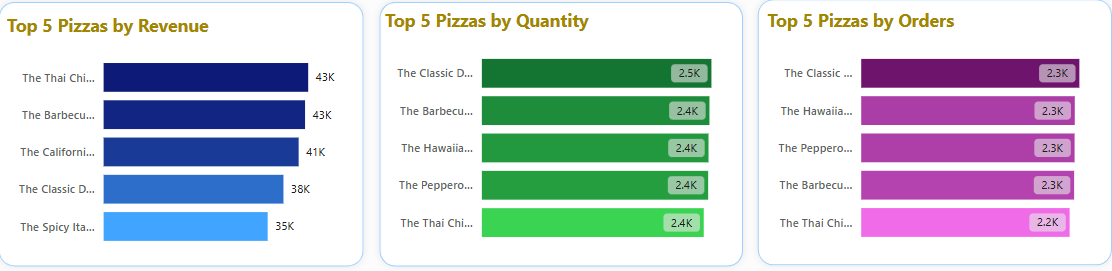 Top 5 Pizzas by Revenue
The Thai Chi... 43K
The Barbecu... 43K
The Californi... 41K
The Classic D... 38K
The Spicy Ita... 35K
Top 5 Pizzas by Quantity
The Classic D... 2.5K
The Barbecu... 2.4K
The Hawaiia... 2.4K
The Peppero... 2.4K
The Thai Chi... 2.4K
Top 5 Pizzas by Orders
The Classic ... 2.3K
The Hawaiia... 2.3K
The Peppero... 2.3K
The Barbecu... 2.3K
The Thai Chi... 2.2K